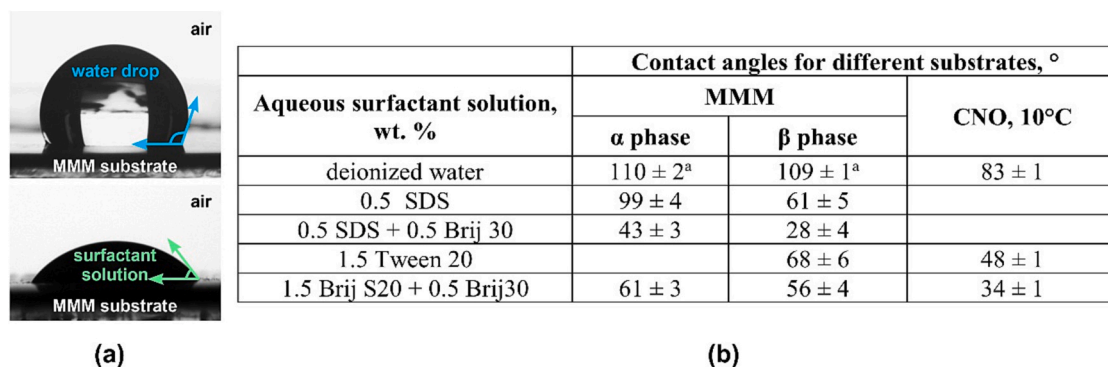 air
water drop
MMM substrate
air
surfactant
solution
MMM substrate
(a)
Aqueous surfactant solution,
wt. %
Contact angles for different substrates, °
MMM
CNO, 10°C
α phase
β phase
deionized water 110 ± 2ᵃ 109 ± 1ᵃ 83 ± 1
0.5 SDS 99 ± 4 61 ± 5
0.5 SDS + 0.5 Brij 30 43 ± 3 28 ± 4
1.5 Tween 20 68 ± 6 48 ± 1
1.5 Brij S20 + 0.5 Brij30 61 ± 3 56 ± 4 34 ± 1
(b)